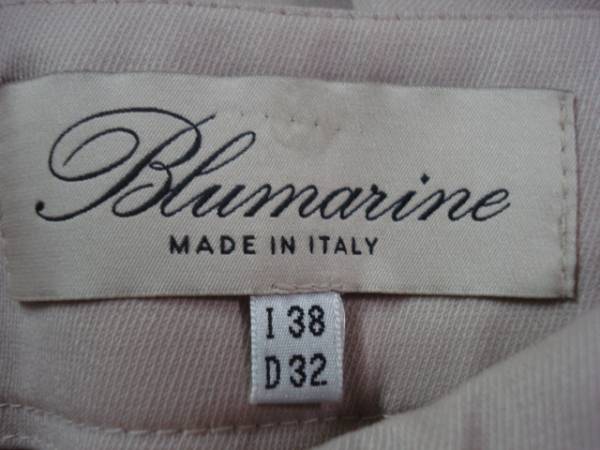 Blumarine
MADE IN ITALY
I 38
D 32